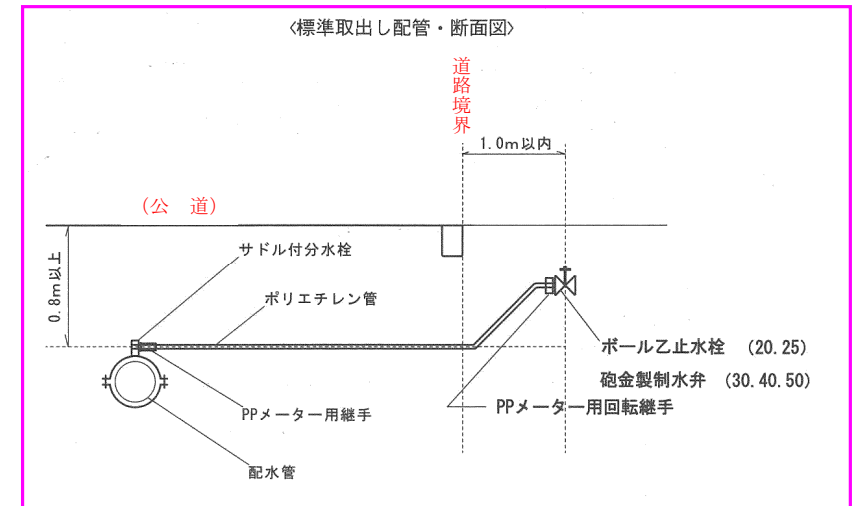 〈標準取出し配管・断面図〉
道路境界
1.0m以内
(公 道)
サドル付分水栓
0.8m以上
ポリエチレン管
ボール乙止水栓 (20.25)
砲金製制水弁 (30.40.50)
PPメーター用継手
PPメーター用回転継手
配水管